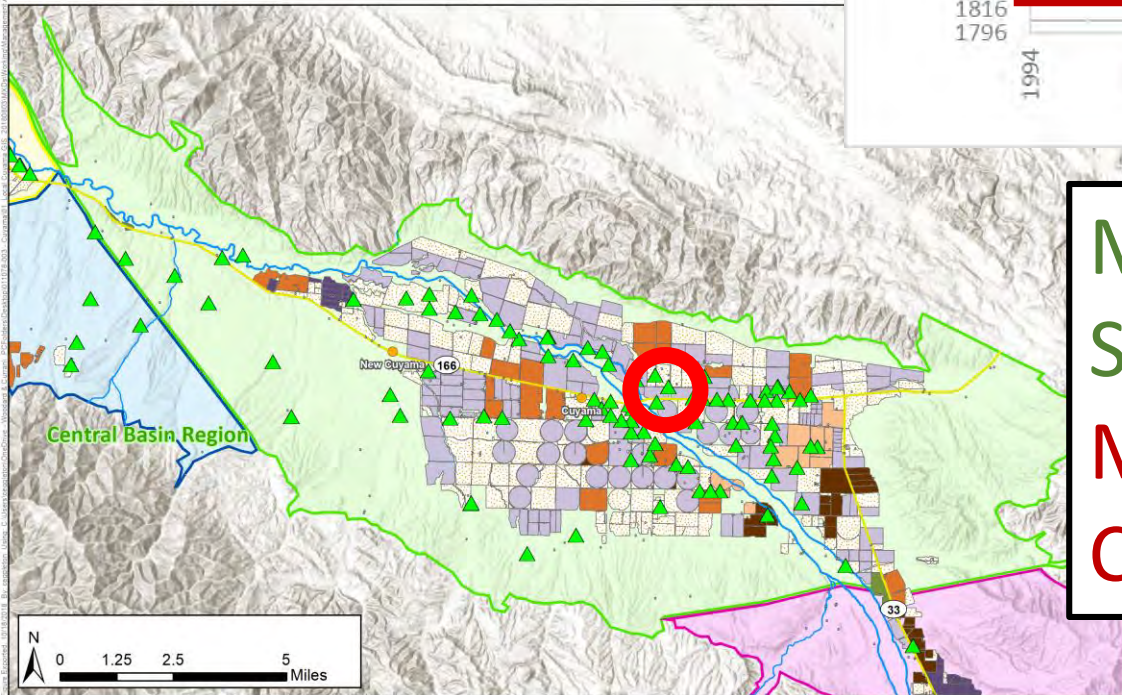 1816
1796
1994
N
S
M
C
New Cuyama
166
Cuyama
Central Basin Region
33
N
0 1.25 2.5 5
Miles